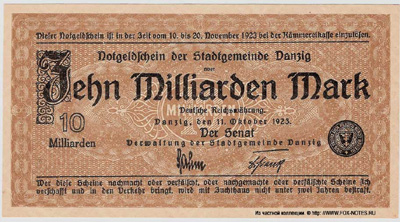 Dieser Notgeldschein ist in der Zeit vom 10. bis 20. November 1923 bei der Kämmereikasse einzulösen.
Notgeldschein der Stadtgemeinde Danzig
über
Zehn Milliarden Mark
Deutsche Reichswährung.
10
Milliarden
Danzig, den 11. Oktober 1923.
Der Senat
Verwaltung der Stadtgemeinde Danzig
Wer diese Scheine nachmacht oder verfälscht, oder nachgemachte oder verfälschte Scheine sich
verschafft und in den Verkehr bringt, wird mit Zuchthaus nicht unter zwei Jahren bestraft.
Из частной коллекции © WWW.FOX-NOTES.RU